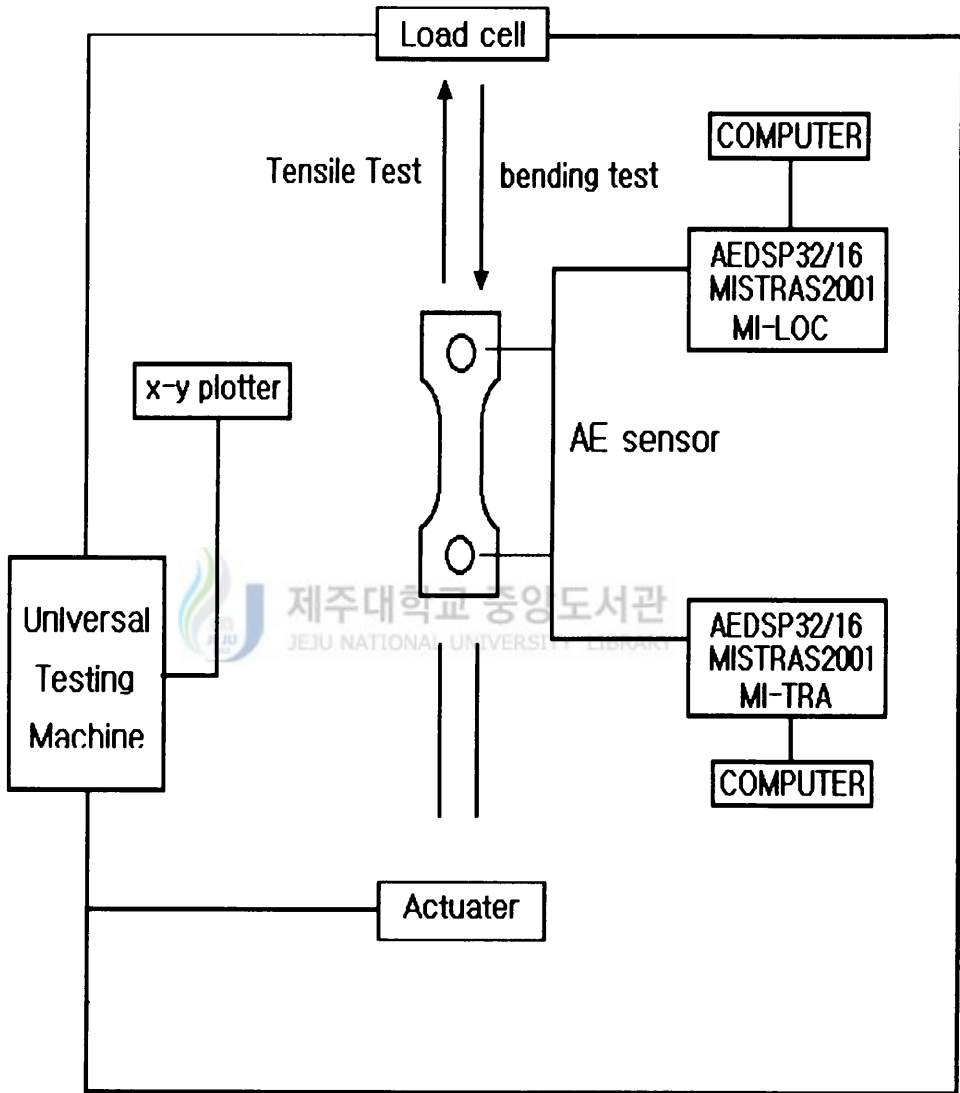 Load cell
COMPUTER
Tensile Test
bending test
AEDSP32/16
MISTRAS2001
MI-LOC
x-y plotter
AE sensor
Universal
Testing
Machine
제주대학교 중앙도서관
JEJU NATIONAL UNIVERSITY LIBRARY
JEJU
AEDSP32/16
MISTRAS2001
MI-TRA
COMPUTER
Actuater